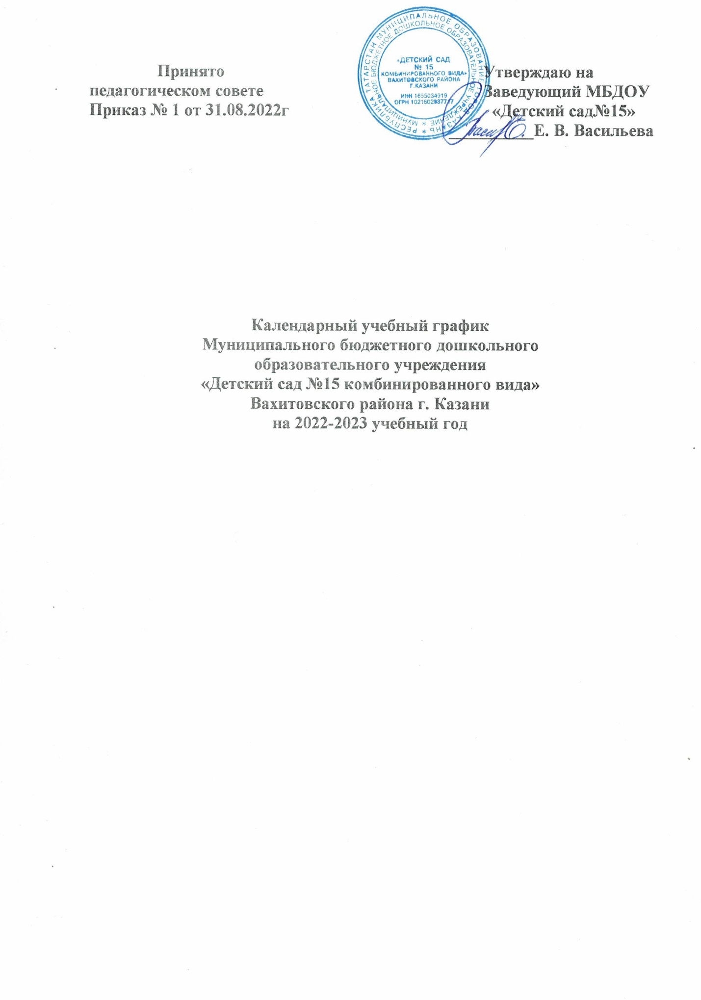 Принято
педагогическом совете
Приказ № 1 от 31.08.2022г
РЕСПУБЛИКА ТАТАРСТАН МУНИЦИПАЛЬНОЕ ОБРАЗОВАНИЕ ГОРОД КАЗАНЬ *
МУНИЦИПАЛЬНОЕ БЮДЖЕТНОЕ ДОШКОЛЬНОЕ ОБРАЗОВАТЕЛЬНОЕ УЧРЕЖДЕНИЕ *
«ДЕТСКИЙ САД
№ 15
КОМБИНИРОВАННОГО ВИДА»
ВАХИТОВСКОГО РАЙОНА
Г.КАЗАНИ
ИНН 1655034919
ОГРН
Утверждаю на
Заведующий МБДОУ
«Детский сад№15»
Е. В. Васильева
Календарный учебный график
Муниципального бюджетного дошкольного
образовательного учреждения
«Детский сад №15 комбинированного вида»
Вахитовского района г. Казани
на 2022-2023 учебный год